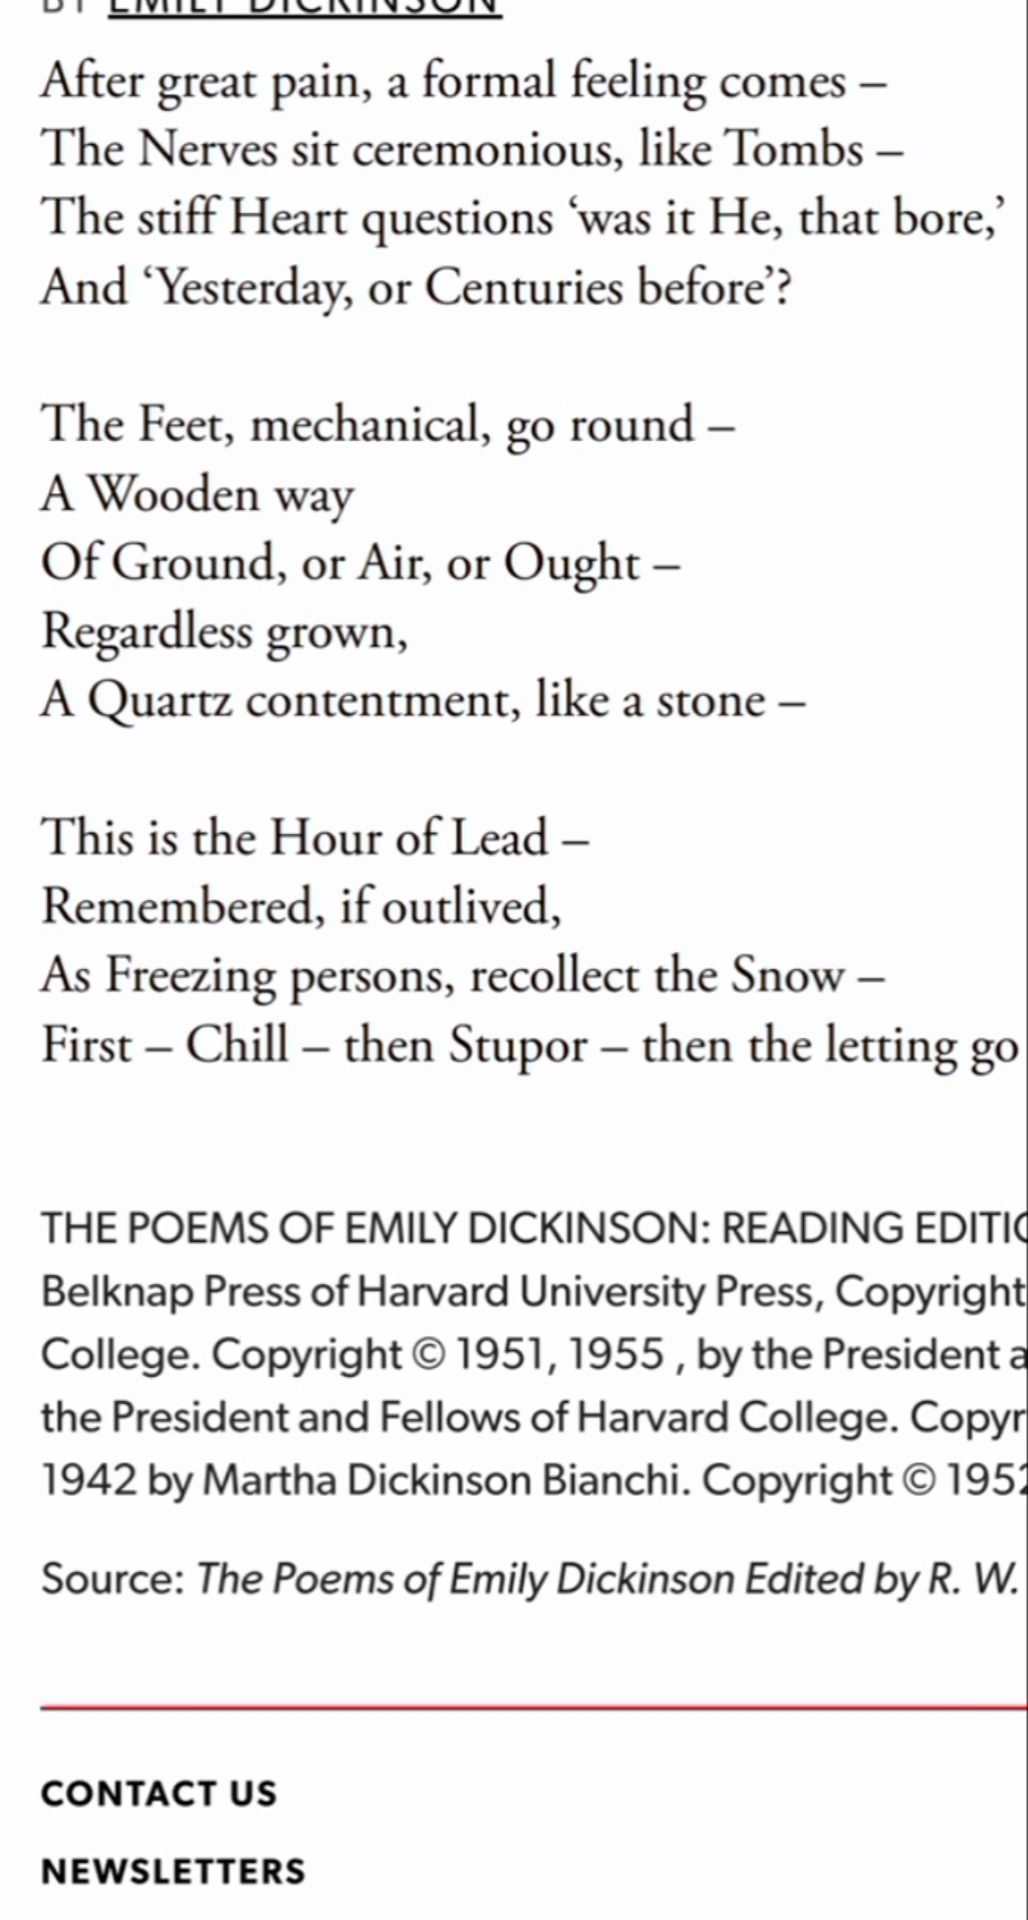 BY EMILY DICKINSON
After great pain, a formal feeling comes –
The Nerves sit ceremonious, like Tombs –
The stiff Heart questions ‘was it He, that bore,’
And ‘Yesterday, or Centuries before’?
The Feet, mechanical, go round –
A Wooden way
Of Ground, or Air, or Ought –
Regardless grown,
A Quartz contentment, like a stone –
This is the Hour of Lead –
Remembered, if outlived,
As Freezing persons, recollect the Snow –
First – Chill – then Stupor – then the letting go
THE POEMS OF EMILY DICKINSON: READING EDITIO
Belknap Press of Harvard University Press, Copyright
College. Copyright © 1951, 1955 , by the President a
the President and Fellows of Harvard College. Copyr
1942 by Martha Dickinson Bianchi. Copyright © 1952
Source: The Poems of Emily Dickinson Edited by R. W.
CONTACT US
NEWSLETTERS